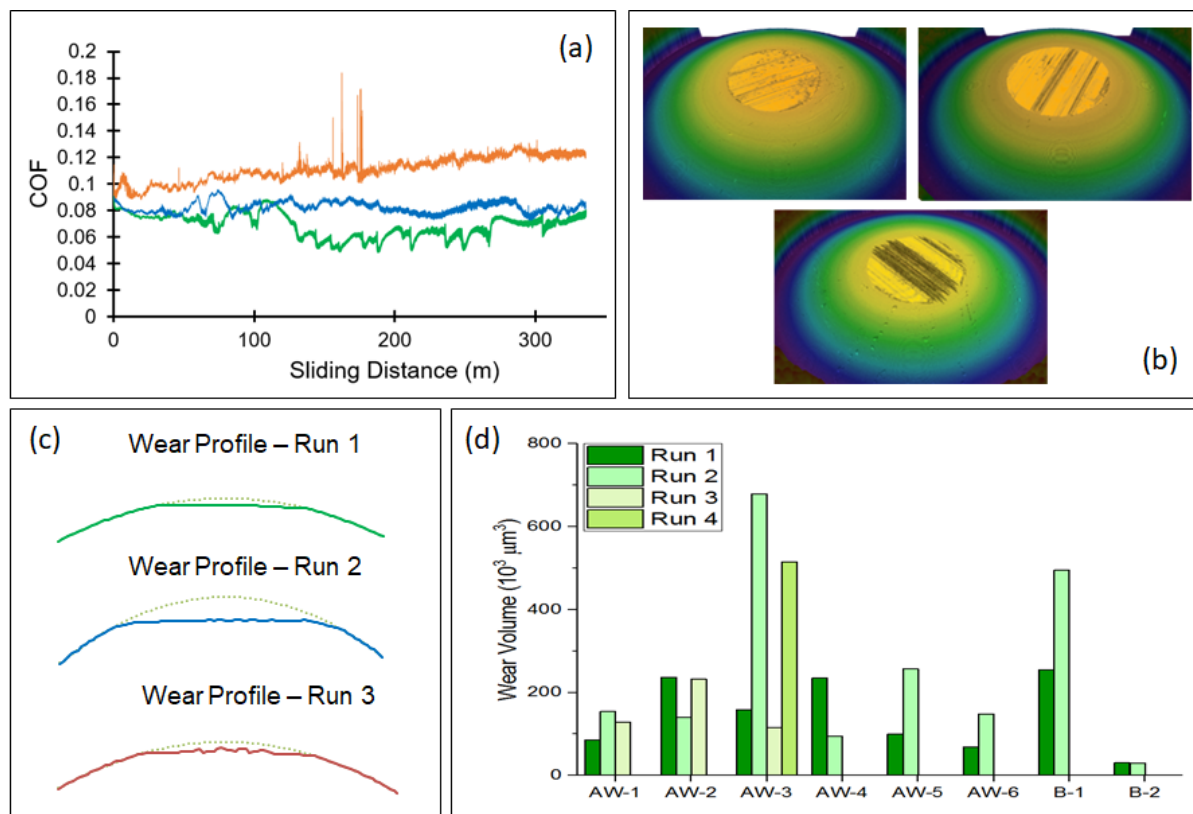 (a)
0.2
0.18
0.16
0.14
0.12
0.1
0.08
0.06
0.04
0.02
0
COF
0 100 200 300
Sliding Distance (m)
(b)
(c)
Wear Profile – Run 1
Wear Profile – Run 2
Wear Profile – Run 3
(d)
800
600
400
200
0
Wear Volume (10³ µm³)
Run 1
Run 2
Run 3
Run 4
AW-1 AW-2 AW-3 AW-4 AW-5 AW-6 B-1 B-2